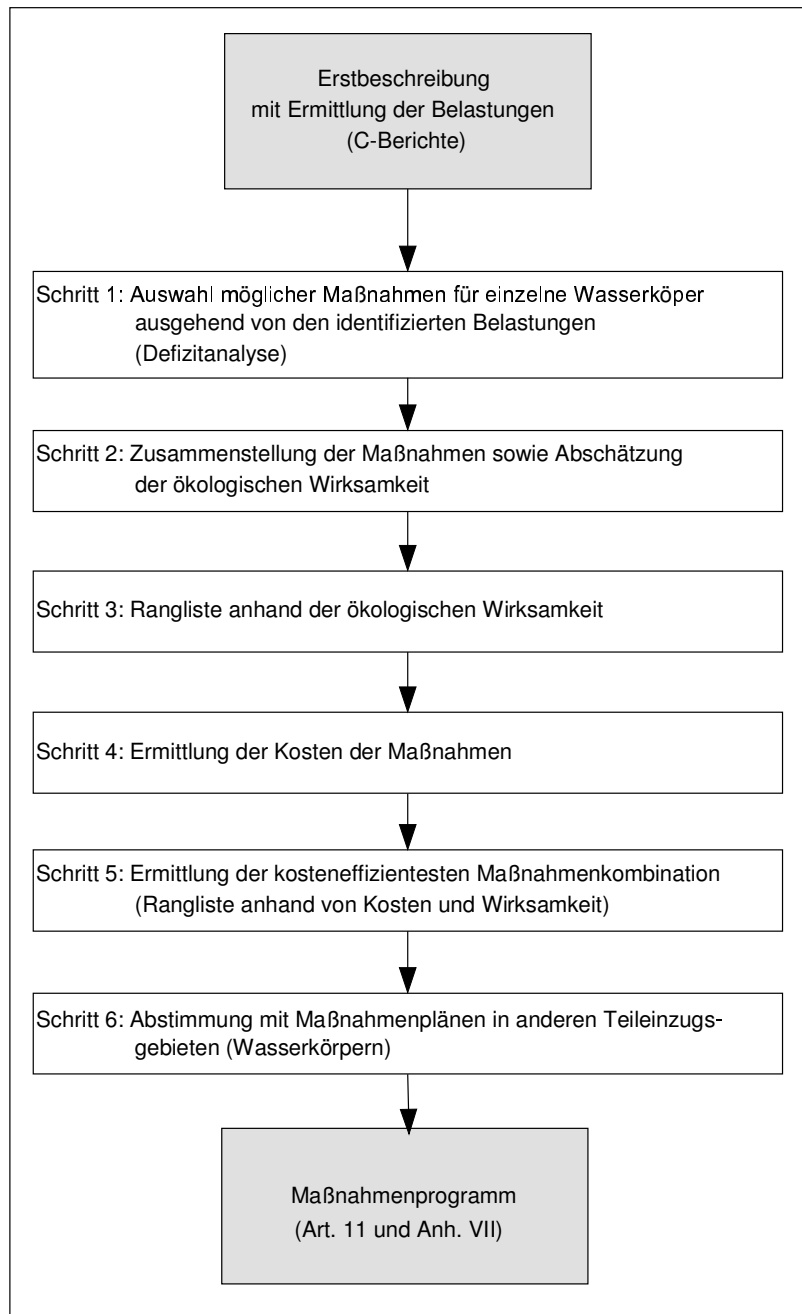 Erstbeschreibung
mit Ermittlung der Belastungen
(C-Berichte)
Schritt 1: Auswahl möglicher Maßnahmen für einzelne Wasserköper
ausgehend von den identifizierten Belastungen
(Defizitanalyse)
Schritt 2: Zusammenstellung der Maßnahmen sowie Abschätzung
der ökologischen Wirksamkeit
Schritt 3: Rangliste anhand der ökologischen Wirksamkeit
Schritt 4: Ermittlung der Kosten der Maßnahmen
Schritt 5: Ermittlung der kosteneffizientesten Maßnahmenkombination
(Rangliste anhand von Kosten und Wirksamkeit)
Schritt 6: Abstimmung mit Maßnahmenplänen in anderen Teileinzugs-
gebieten (Wasserkörpern)
Maßnahmenprogramm
(Art. 11 und Anh. VII)